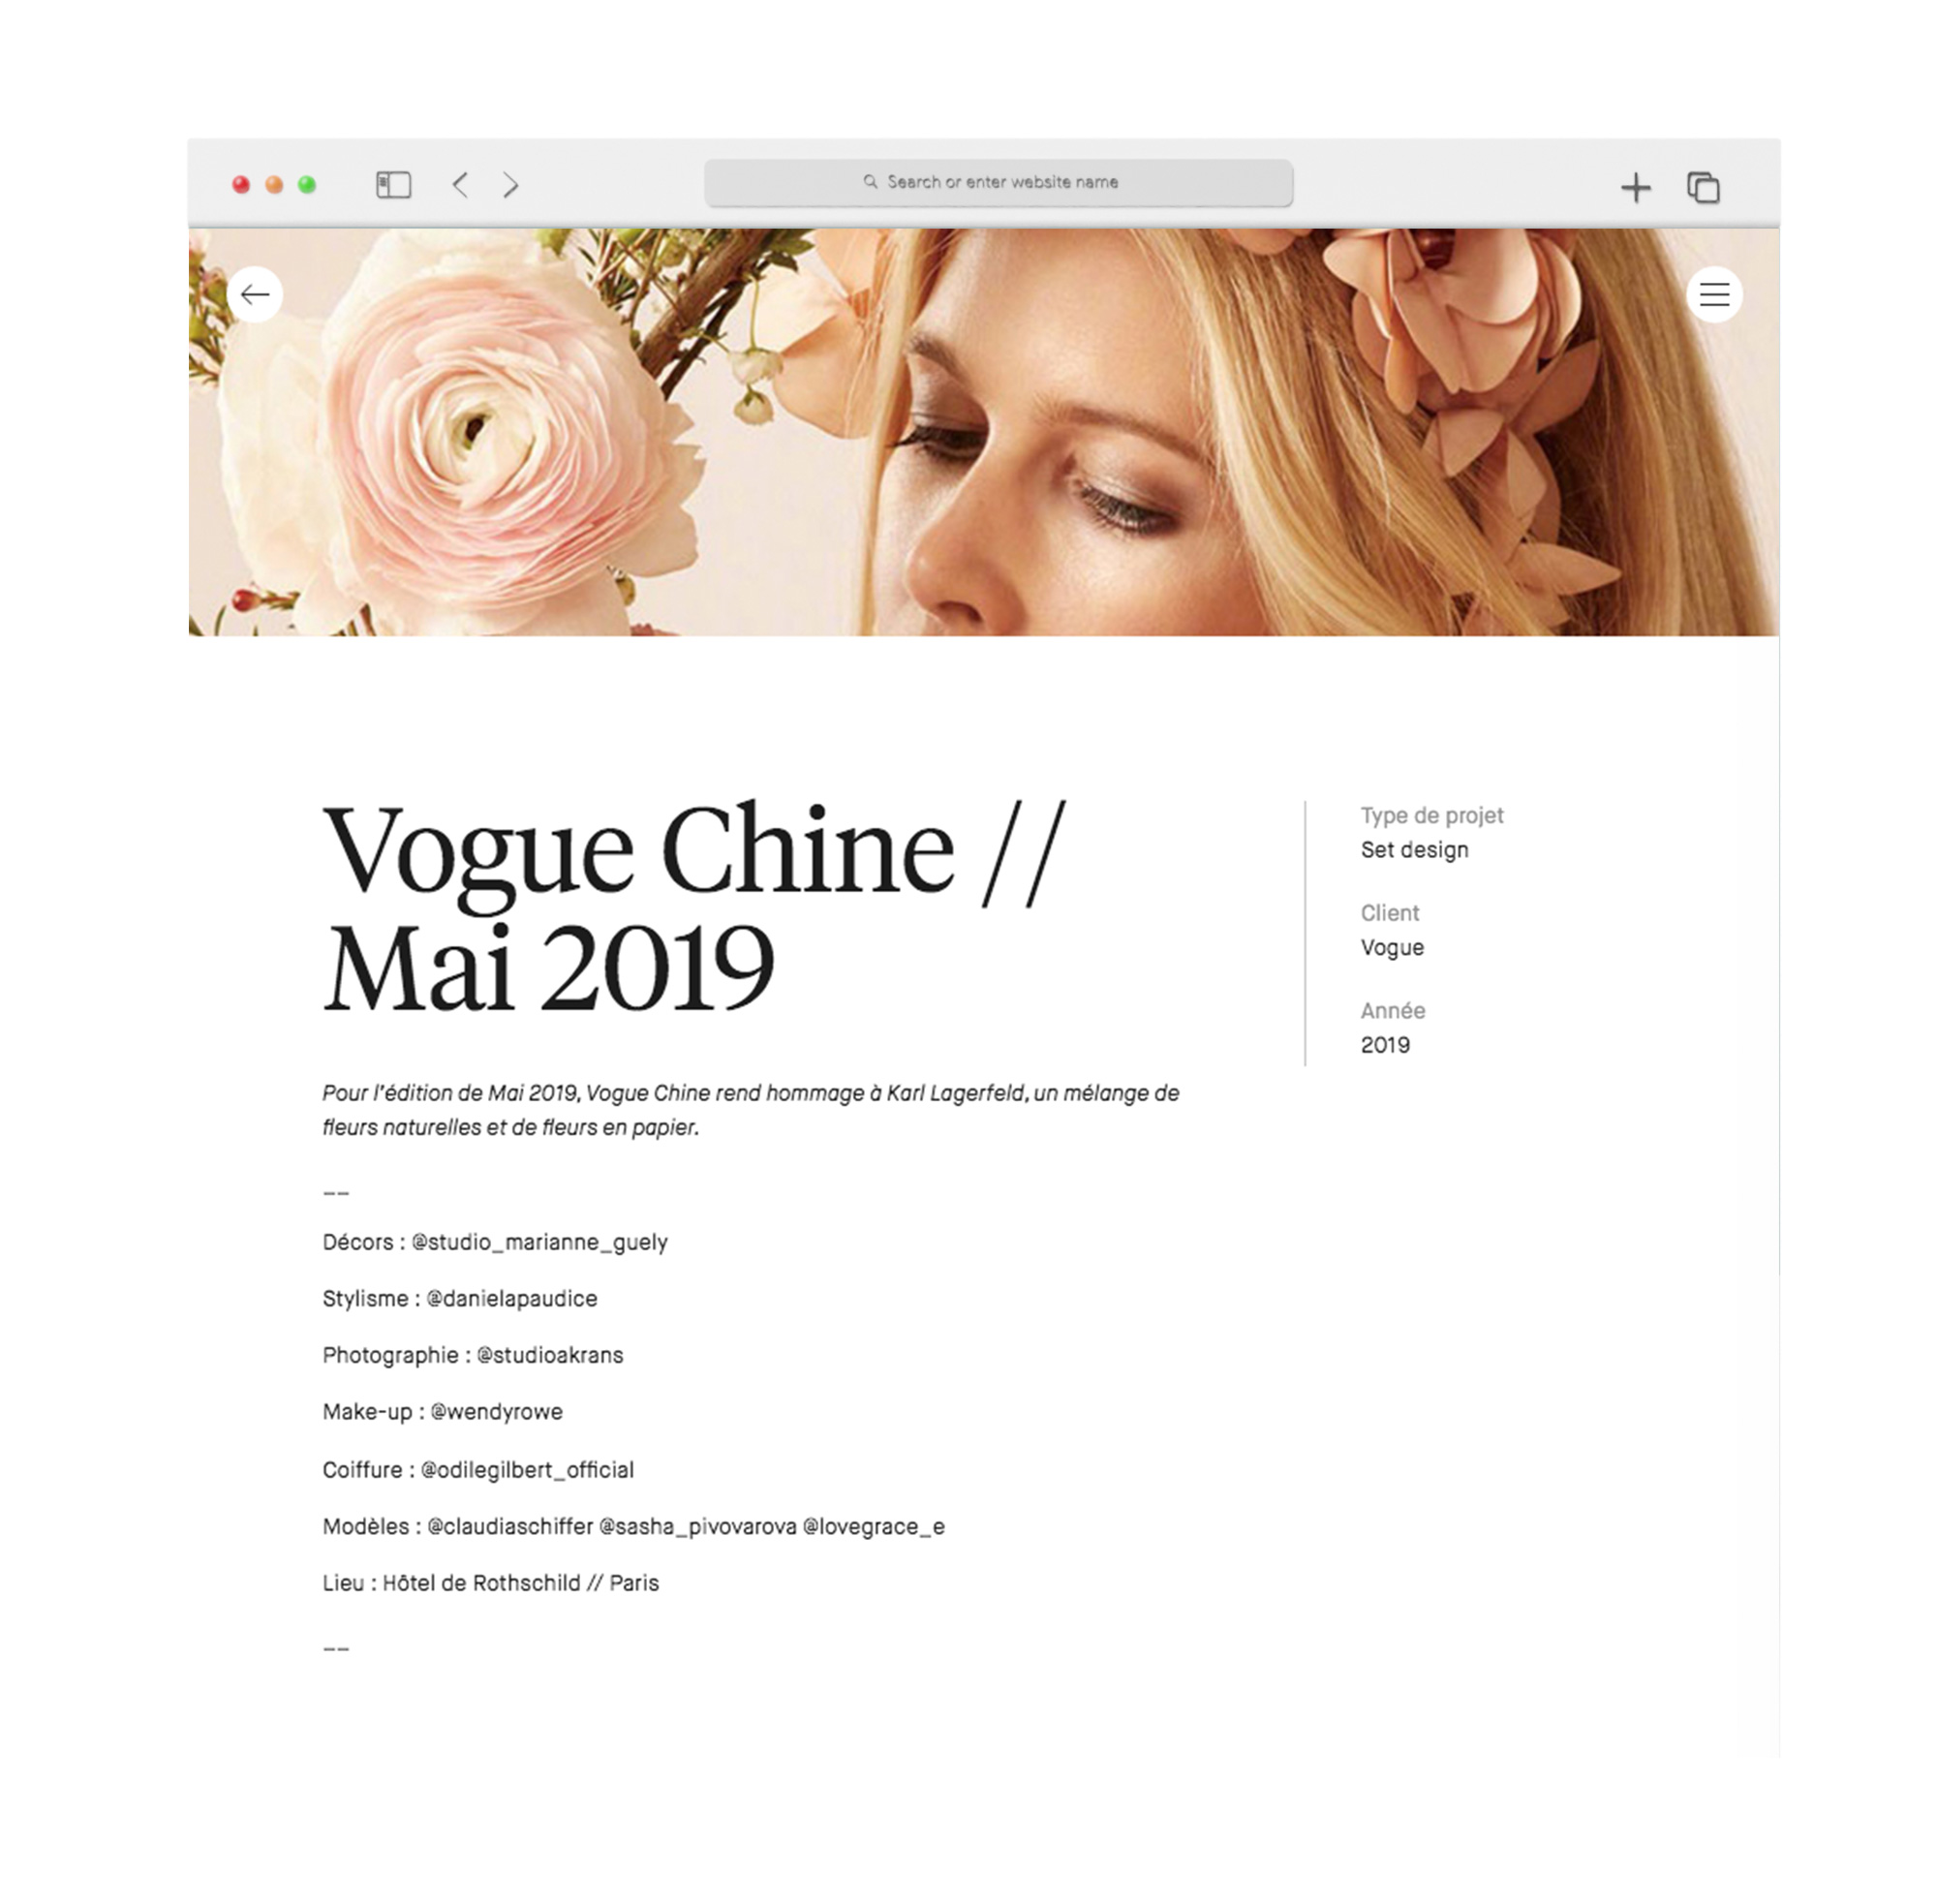 Search or enter website name
Vogue Chine //
Mai 2019
Type de projet
Set design
Client
Vogue
Année
2019
Pour l'édition de Mai 2019, Vogue Chine rend hommage à Karl Lagerfeld, un mélange de
fleurs naturelles et de fleurs en papier.
––
Décors : @studio_marianne_guely
Stylisme : @danielapaudice
Photographie : @studioakrans
Make-up : @wendyrowe
Coiffure : @odilegilbert_official
Modèles : @claudiaschiffer @sasha_pivovarova @lovegrace_e
Lieu : Hôtel de Rothschild // Paris
––